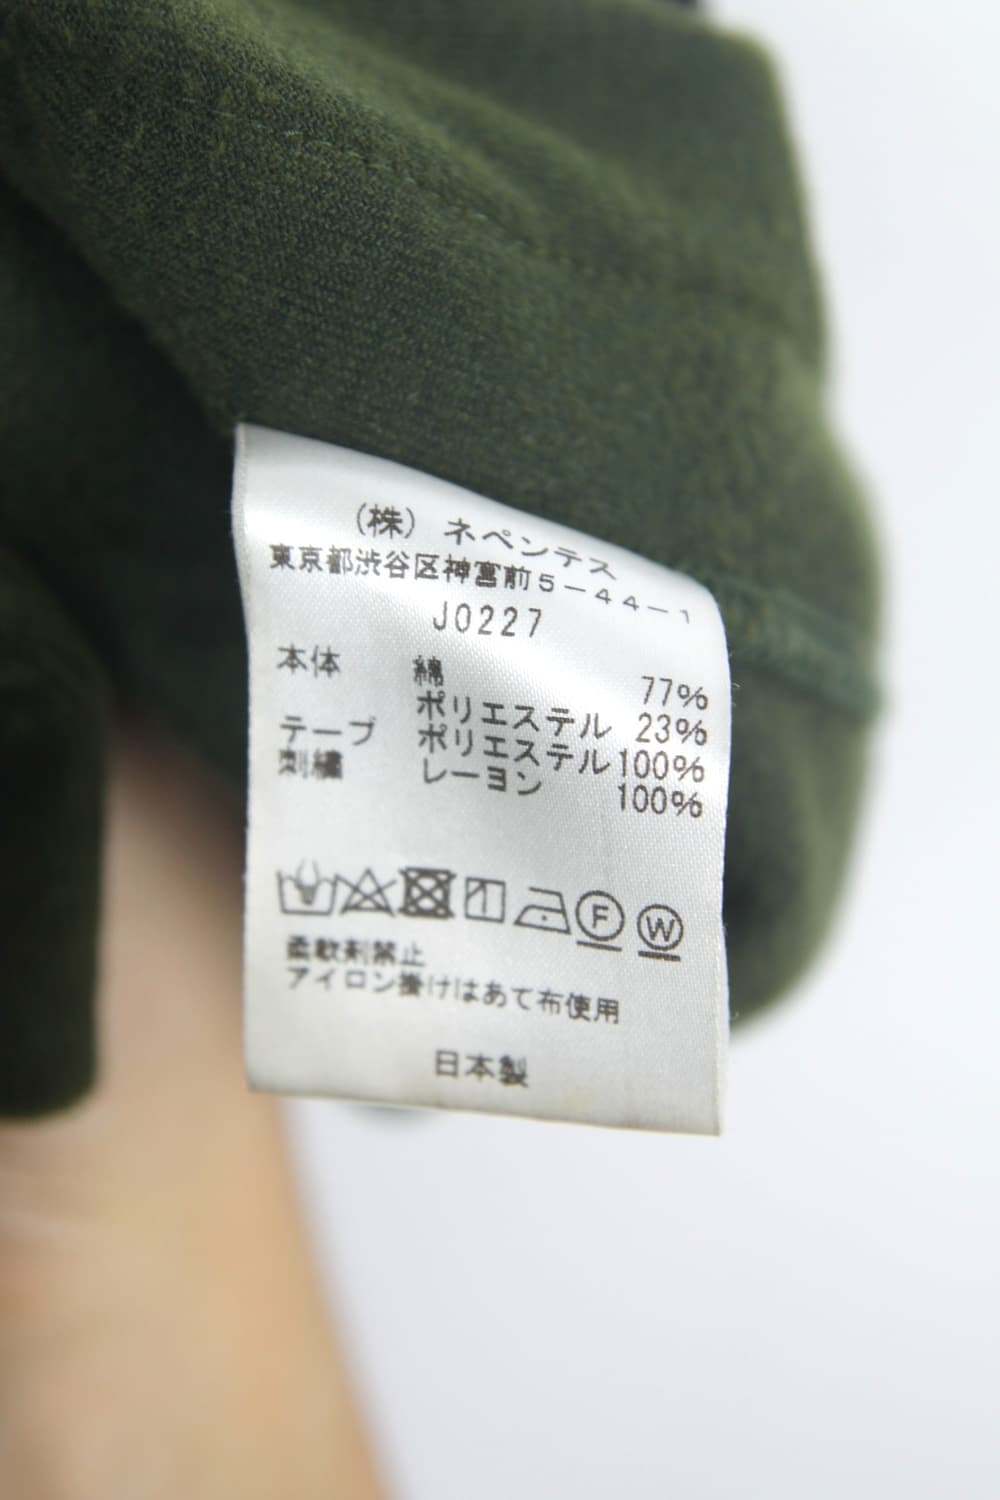 （株）ネペンテス
東京都渋谷区神宮前５－４４－１
J0227
本体 綿 77%
ポリエステル 23%
テープ ポリエステル 100%
刺繍 レーヨン 100%
F W
柔軟剤禁止
アイロン掛けはあて布使用
日本製